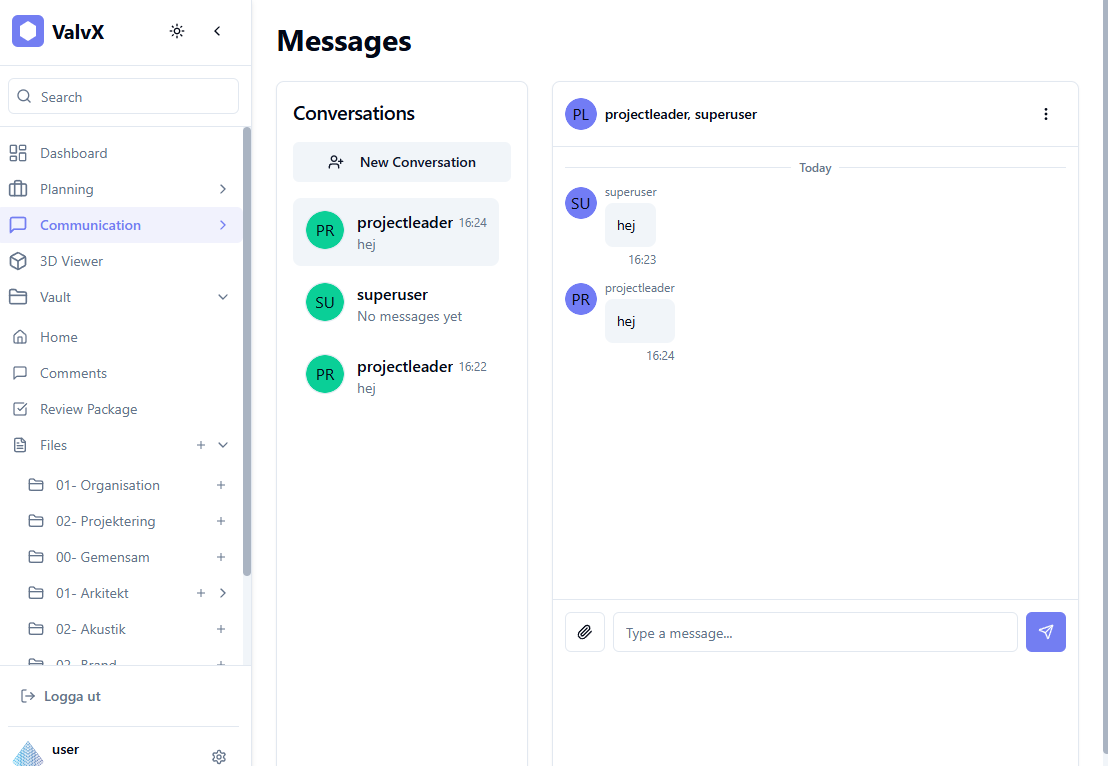 ValvX
Search
Dashboard
Planning
Communication
3D Viewer
Vault
Home
Comments
Review Package
Files
01- Organisation
02- Projektering
00- Gemensam
01- Arkitekt
02- Akustik
Logga ut
user
Messages
Conversations
New Conversation
PR
projectleader 16:24
hej
SU
superuser
No messages yet
PR
projectleader 16:22
hej
PL projectleader, superuser
Today
superuser
SU
hej
16:23
projectleader
PR
hej
16:24
Type a message...